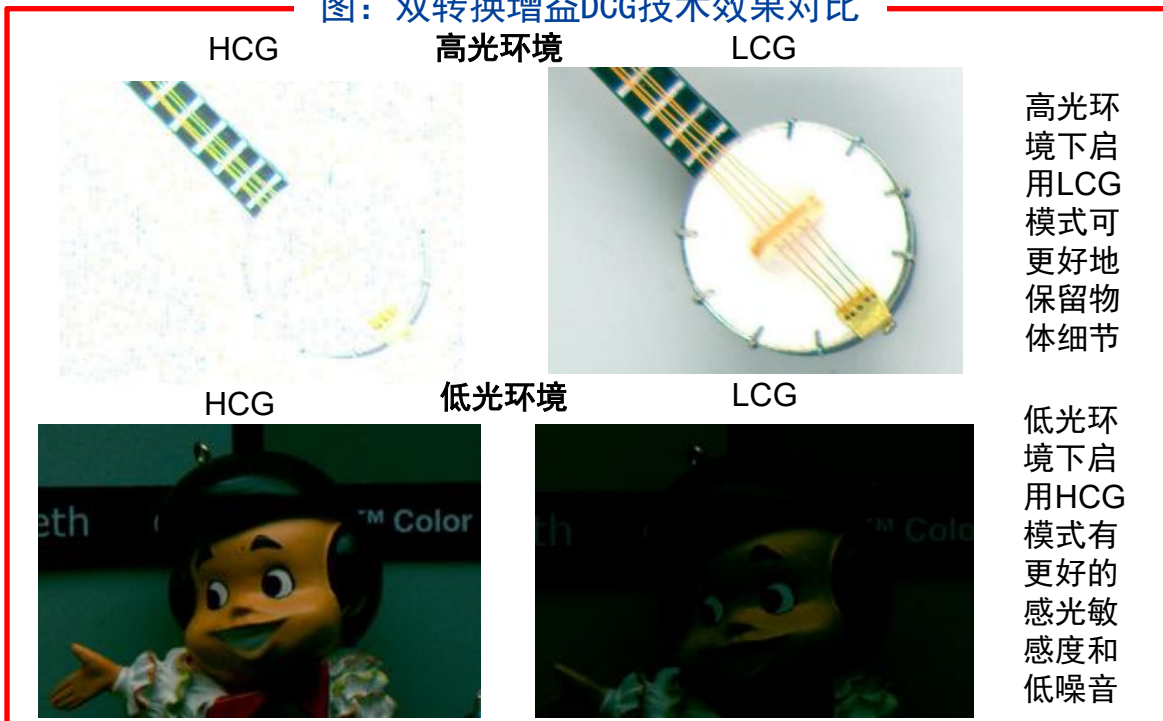 图：双转换增益DCG技术效果对比
HCG
高光环境
LCG
高光环
境下启
用LCG
模式可
更好地
保留物
体细节
HCG
低光环境
LCG
低光环
境下启
用HCG
模式有
更好的
感光敏
感度和
低噪音
eth
™ Color
th
™ Colo